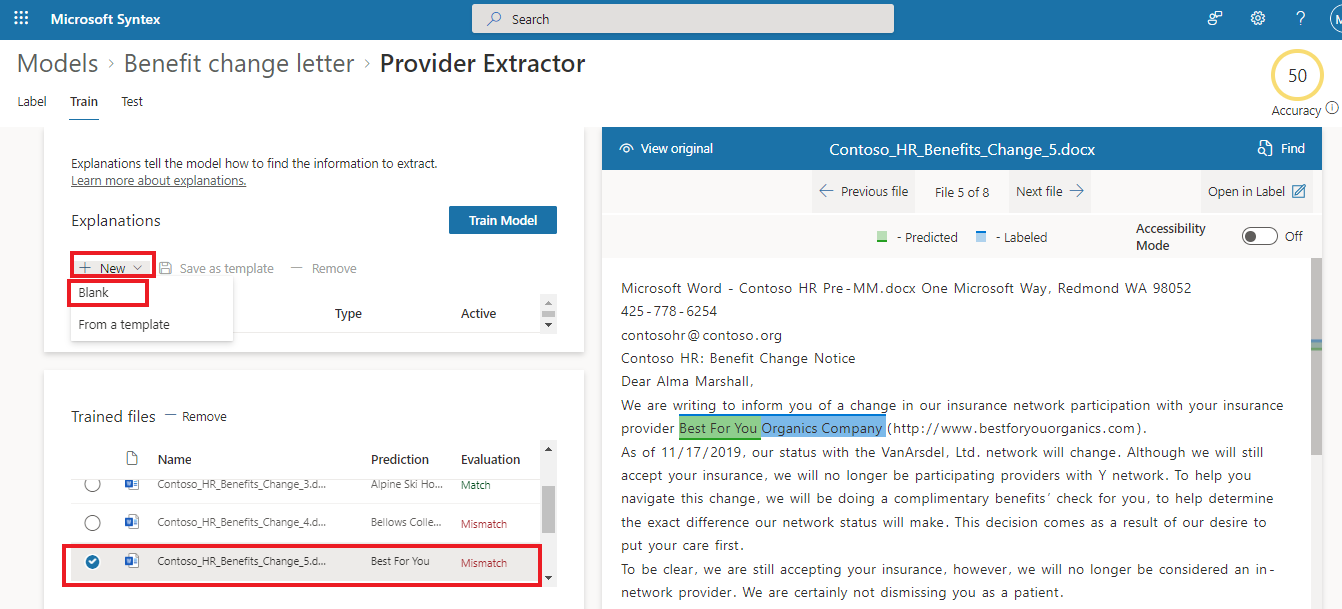 Microsoft Syntex
Search
?
Models > Benefit change letter > Provider Extractor
50
Accuracy
Label Train Test
Explanations tell the model how to find the information to extract.
Learn more about explanations.
Explanations
Train Model
+ New Save as template — Remove
Blank
From a template
Type Active
Trained files — Remove
Name Prediction Evaluation
Contoso_HR_Benefits_Change_3.d... Alpine Ski Ho... Match
Contoso_HR_Benefits_Change_4.d... Bellows Colle... Mismatch
Contoso_HR_Benefits_Change_5.d... Best For You Mismatch
View original
Contoso_HR_Benefits_Change_5.docx
Find
← Previous file
File 5 of 8
Next file →
Open in Label
- Predicted - Labeled
Accessibility
Mode
Off
Microsoft Word - Contoso HR Pre-MM.docx One Microsoft Way, Redmond WA 98052
425-778-6254
contosohr@contoso.org
Contoso HR: Benefit Change Notice
Dear Alma Marshall,
We are writing to inform you of a change in our insurance network participation with your insurance
provider Best For You Organics Company (http://www.bestforyouorganics.com).
As of 11/17/2019, our status with the VanArsdel, Ltd. network will change. Although we will still
accept your insurance, we will no longer be participating providers with Y network. To help you
navigate this change, we will be doing a complimentary benefits’ check for you, to help determine
the exact difference our network status will make. This decision comes as a result of our desire to
put your care first.
To be clear, we are still accepting your insurance, however, we will no longer be considered an in-
network provider. We are certainly not dismissing you as a patient.